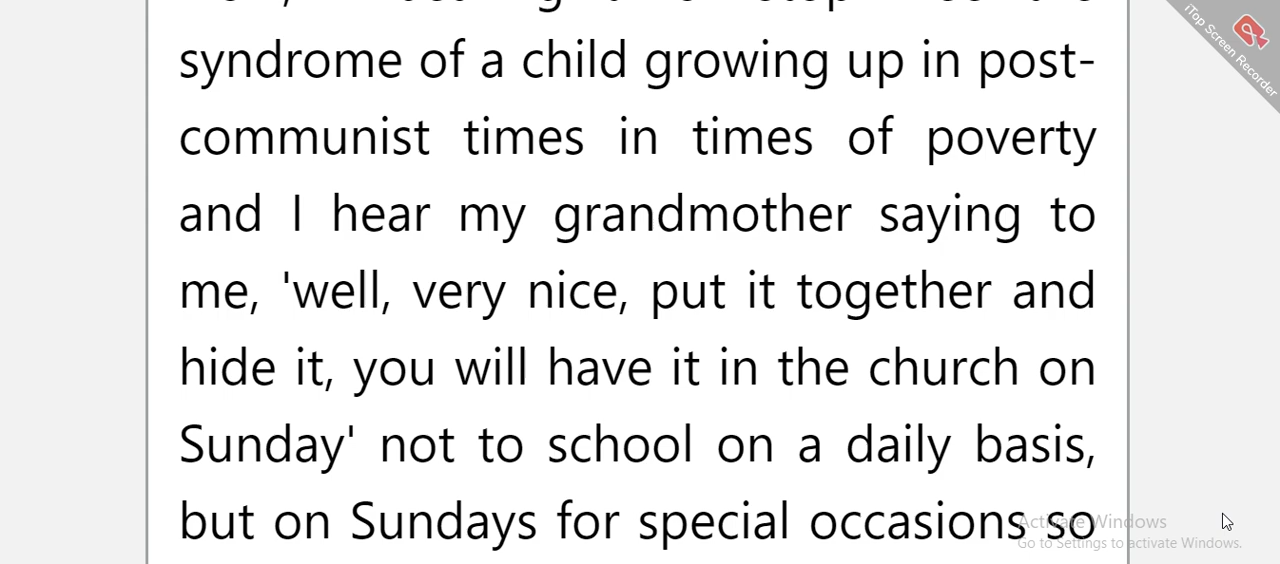 syndrome of a child growing up in post-
communist times in times of poverty
and I hear my grandmother saying to
me, 'well, very nice, put it together and
hide it, you will have it in the church on
Sunday' not to school on a daily basis,
but on Sundays for special occasions so
iTop Screen Recorder
Activate Windows
Go to Settings to activate Windows.